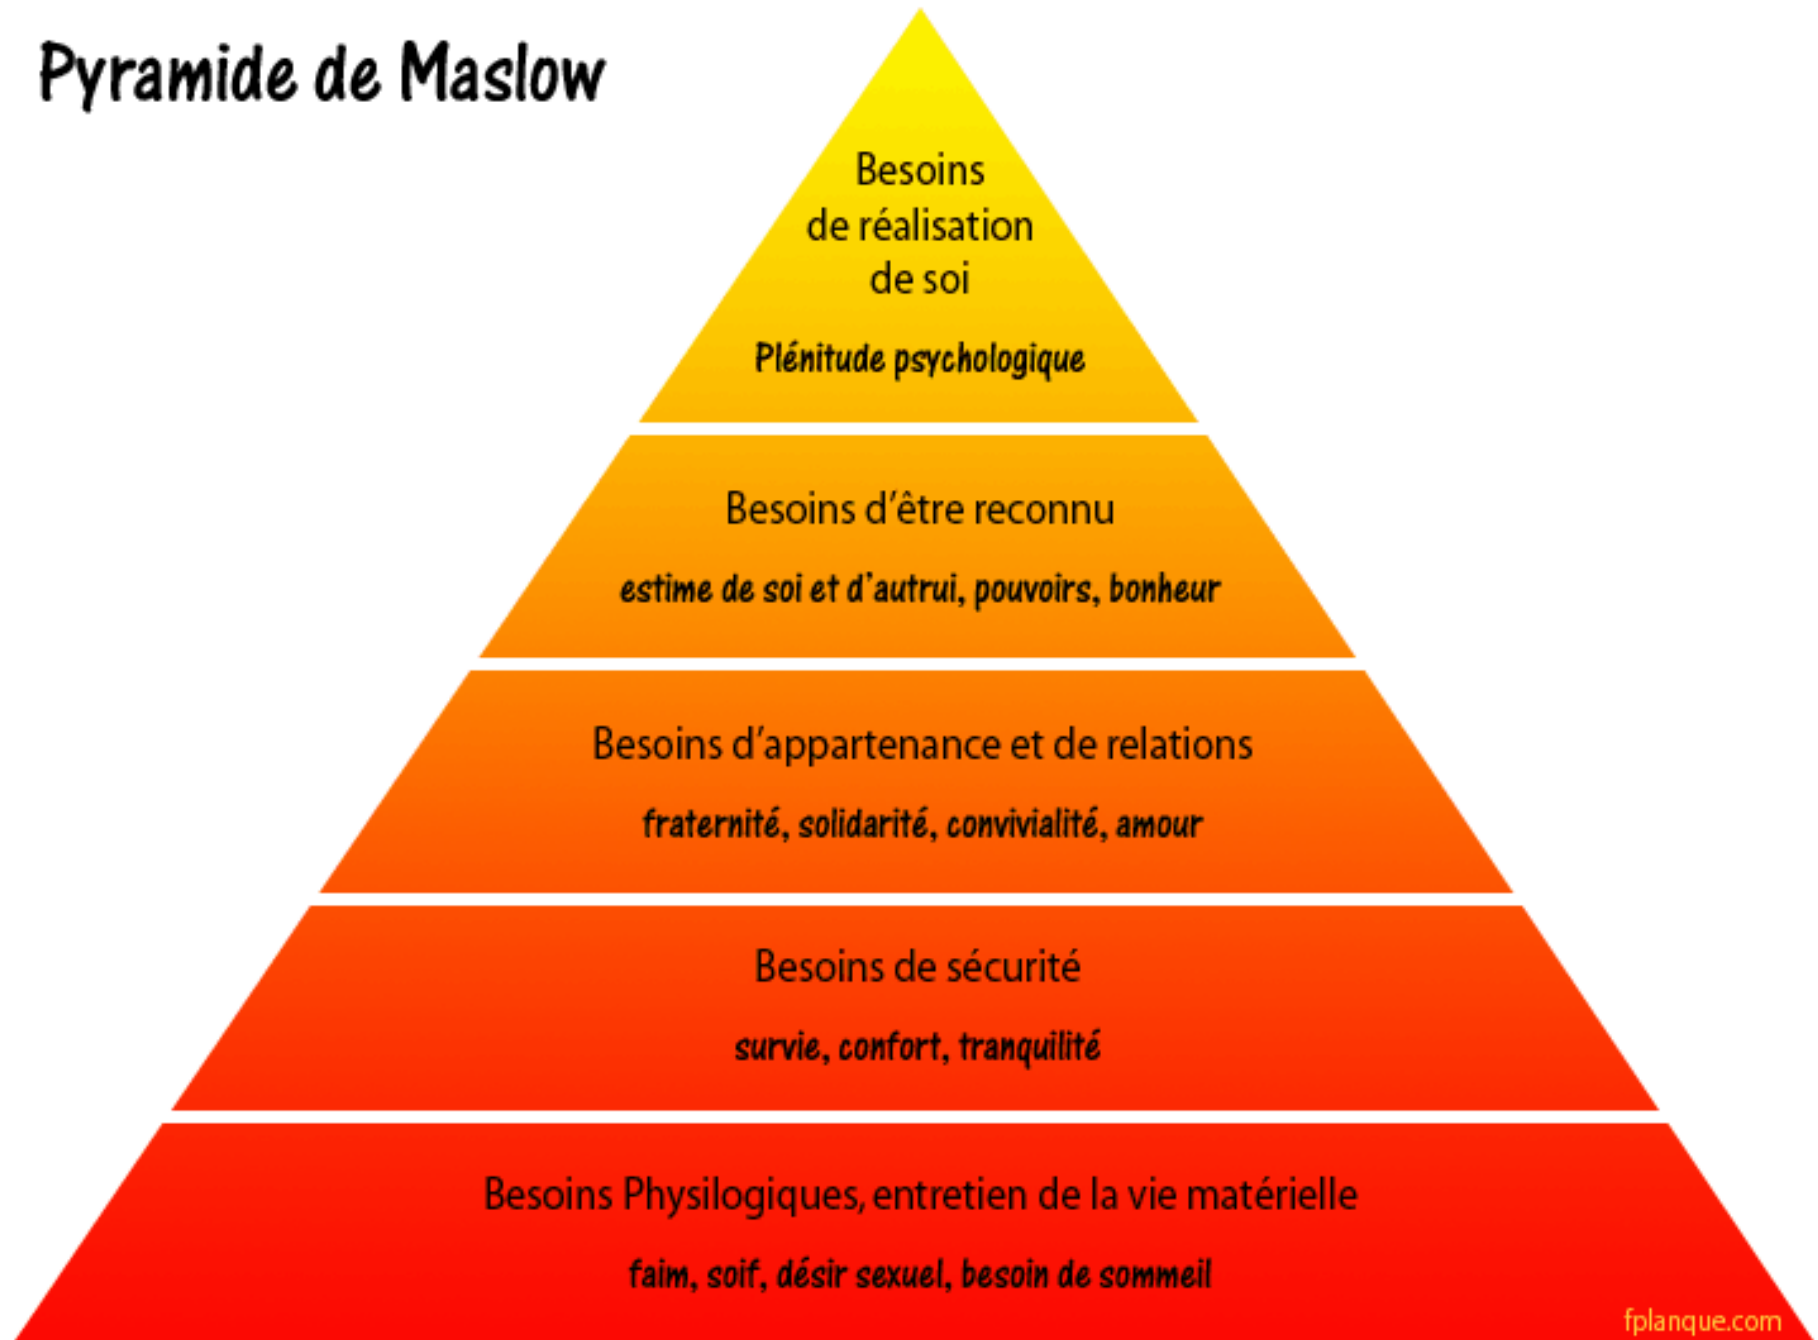 Pyramide de Maslow
Besoins
de réalisation
de soi
Plénitude psychologique
Besoins d’être reconnu
estime de soi et d’autrui, pouvoirs, bonheur
Besoins d’appartenance et de relations
fraternité, solidarité, convivialité, amour
Besoins de sécurité
survie, confort, tranquilité
Besoins Physilogiques, entretien de la vie matérielle
faim, soif, désir sexuel, besoin de sommeil
fplanque.com